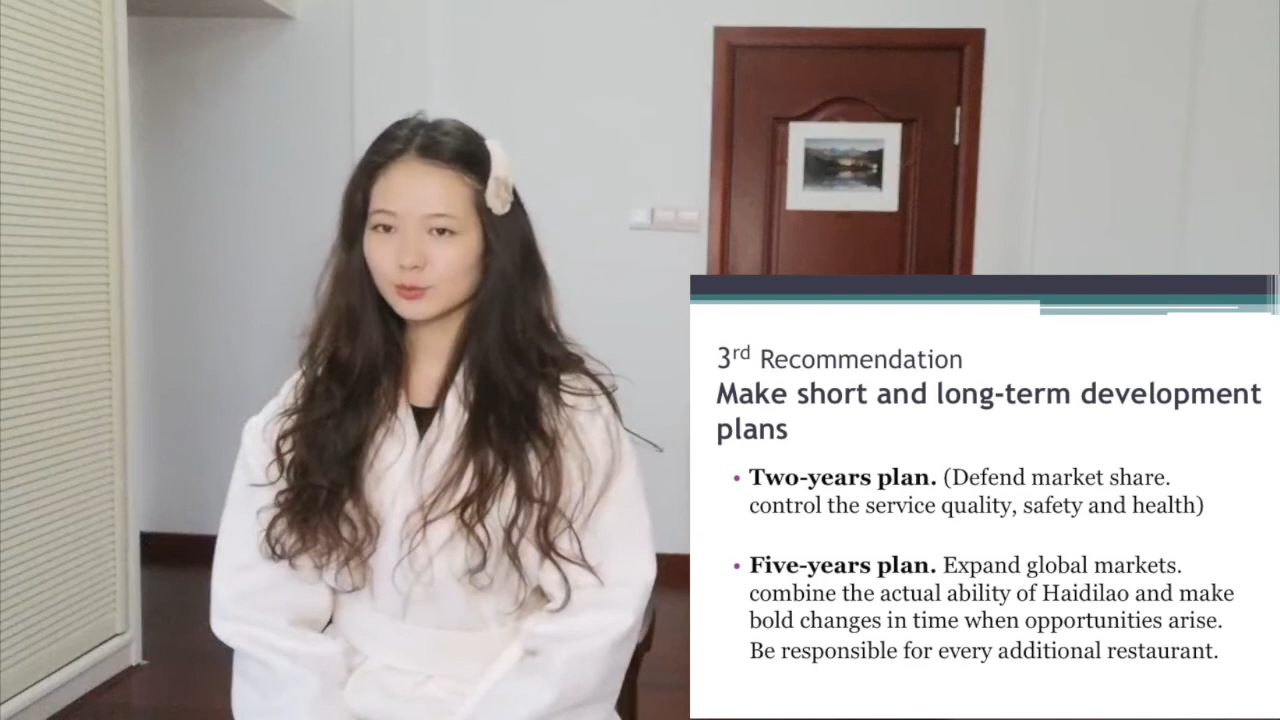 3rd Recommendation
Make short and long-term development
plans
• Two-years plan. (Defend market share.
control the service quality, safety and health)
• Five-years plan. Expand global markets.
combine the actual ability of Haidilao and make
bold changes in time when opportunities arise.
Be responsible for every additional restaurant.